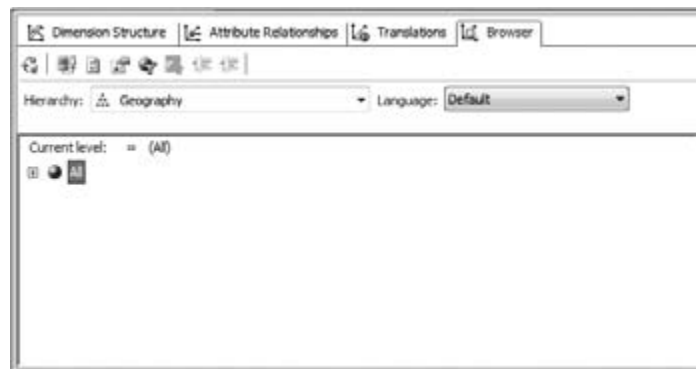 Dimension Structure Attribute Relationships Translations Browser
Hierarchy: Geography Language: Default
Current level: (All)
All